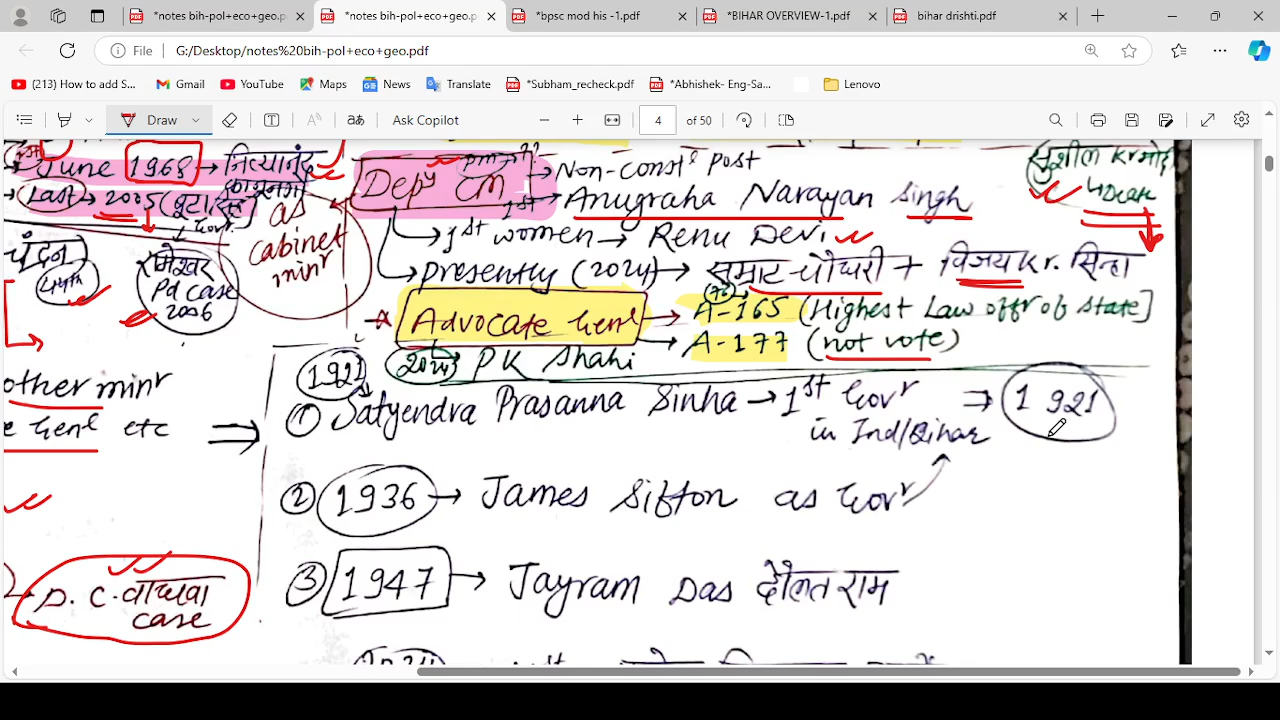 *notes bih-pol+eco+geo.p
*notes bih-pol+eco+geo.p
*bpsc mod his -1.pdf
*BIHAR OVERVIEW-1.pdf
bihar drishti.pdf
File
G:/Desktop/notes%20bih-pol+eco+geo.pdf
(213) How to add S...
Gmail
YouTube
Maps
News
Translate
*Subham_recheck.pdf
*Abhishek- Eng-Sa...
Lenovo
Draw
Ask Copilot
4 of 50
June 1968 → नित्यानंद
Last → 2005 (बूटा
Govr.
as cabinet minr
रामेश्वर Pd case 2006
other minr
e Genl etc ⇒
D. C. वाधवा case
Depy CM → Non-Constl post
1st → Anugraha Narayan Singh
→ 1st women → Renu Devi
→ presently (2024) → सम्राट चौधरी + विजय kr. सिन्हा
Advocate Genl → A-165 (Highest Law offr of State]
→ A-177 (not vote)
2024 PK Shahi
1921
① Satyendra Prasanna Sinha → 1st Govr ⇒ 1921
in Ind/Bihar
② 1936 → James Sifton as Govr
③ 1947 → Jayram Das दौलत राम